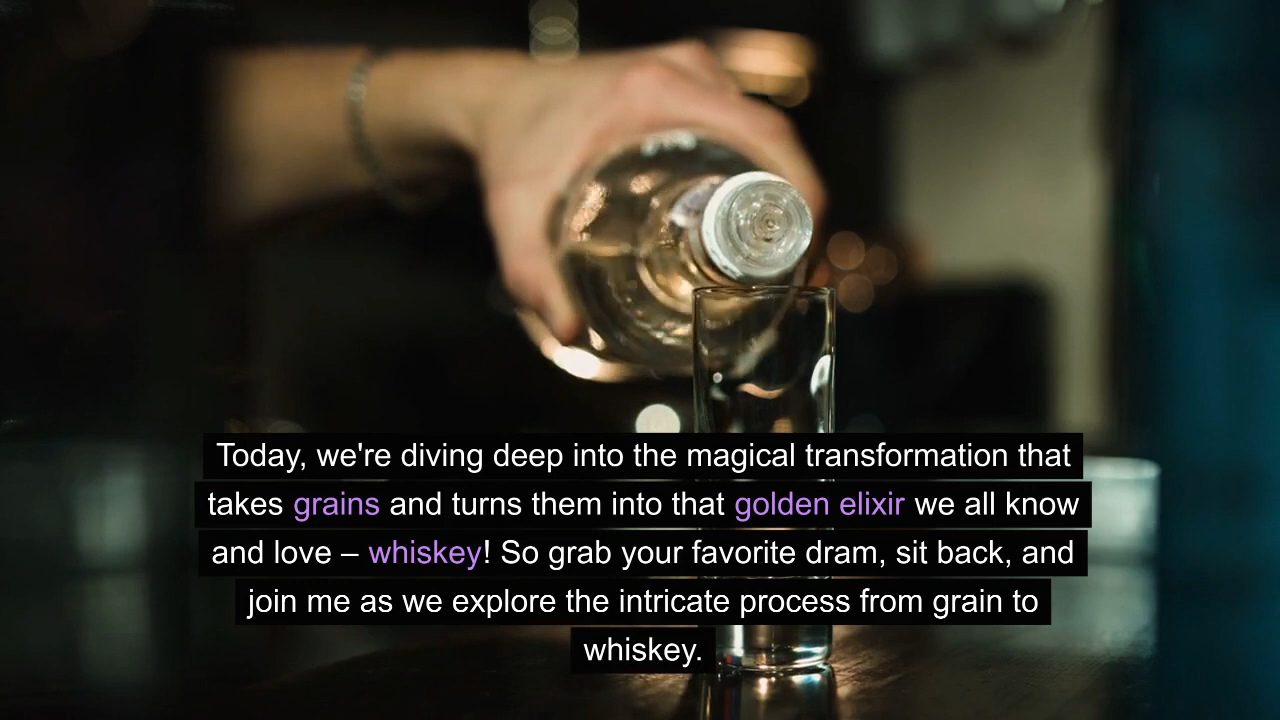 Today, we're diving deep into the magical transformation that
takes grains and turns them into that golden elixir we all know
and love – whiskey! So grab your favorite dram, sit back, and
join me as we explore the intricate process from grain to
whiskey.